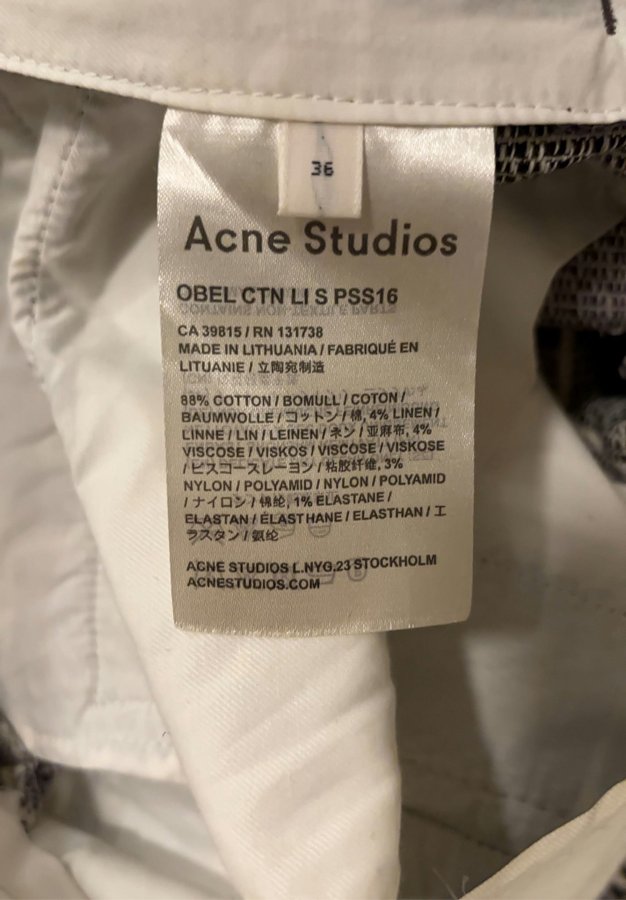 36
Acne Studios
OBEL CTN LI S PSS16
CA 39815 / RN 131738
MADE IN LITHUANIA / FABRIQUÉ EN
LITUANIE / 立陶宛制造
88% COTTON / BOMULL / COTON /
BAUMWOLLE / コットン / 棉, 4% LINEN /
LINNE / LIN / LEINEN / ネン / 亚麻布, 4%
VISCOSE / VISKOS / VISCOSE / VISKOSE
/ ビスコースレーヨン / 粘胶纤维, 3%
NYLON / POLYAMID / NYLON / POLYAMID
/ ナイロン / 锦纶, 1% ELASTANE /
ELASTAN / ÉLASTHANE / ELASTHAN / エ
ラスタン / 氨纶
ACNE STUDIOS L.NYG.23 STOCKHOLM
ACNESTUDIOS.COM